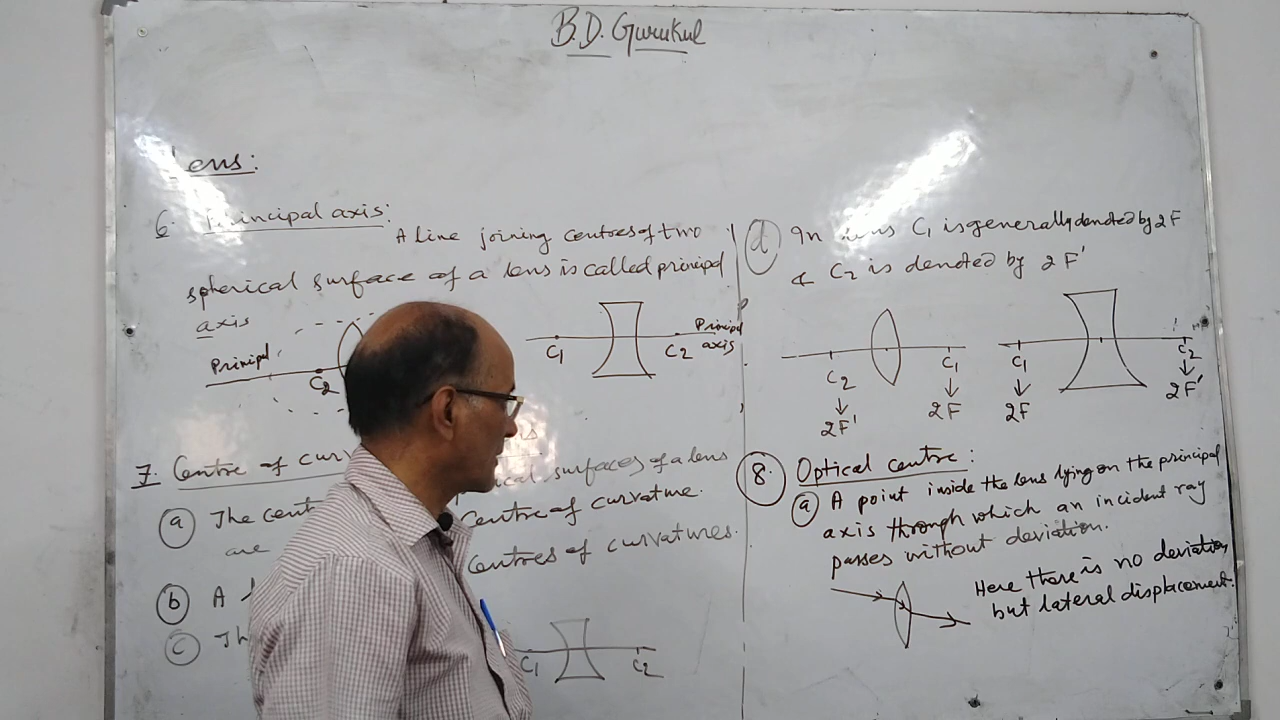 B.D. Gurukul
Lens:
6. Principal axis:
A line joining centres of two
spherical surface of a lens is called principal
axis
Principal
C2
C1
C2
Principal
axis
7. Centre of
a The
spherical surfaces of a lens
are
Centre of curvature.
b A
Centres of curvatures.
c Th
C1
C2
d In lens C1 is generally denoted by 2F
& C2 is denoted by 2F'
C2
C1
C1
C2
2F'
2F
2F
2F'
8. Optical centre:
a A point inside the lens lying on the principal
axis through which an incident ray
passes without deviation.
Here there is no deviation,
but lateral displacement.